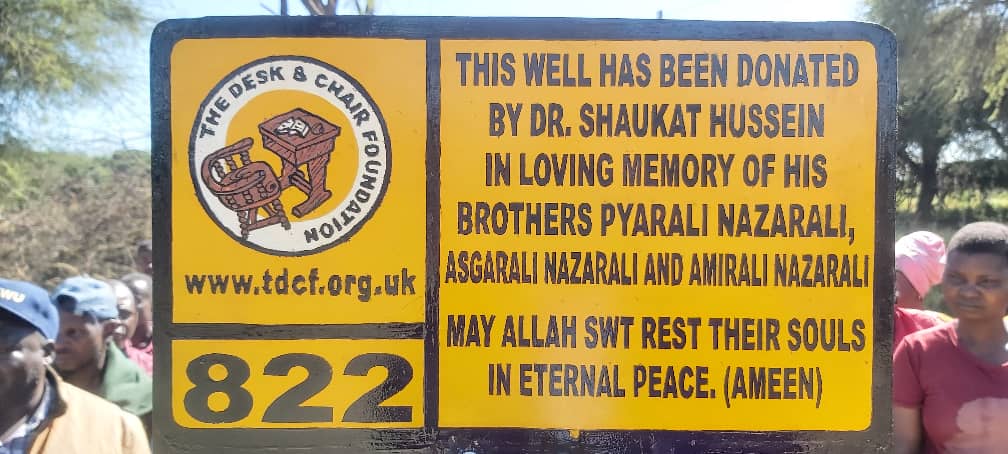 THE DESK & CHAIR FOUNDATION
www.tdcf.org.uk
822
THIS WELL HAS BEEN DONATED
BY DR. SHAUKAT HUSSEIN
IN LOVING MEMORY OF HIS
BROTHERS PYARALI NAZARALI,
ASGARALI NAZARALI AND AMIRALI NAZARALI
MAY ALLAH SWT REST THEIR SOULS
IN ETERNAL PEACE. (AMEEN)